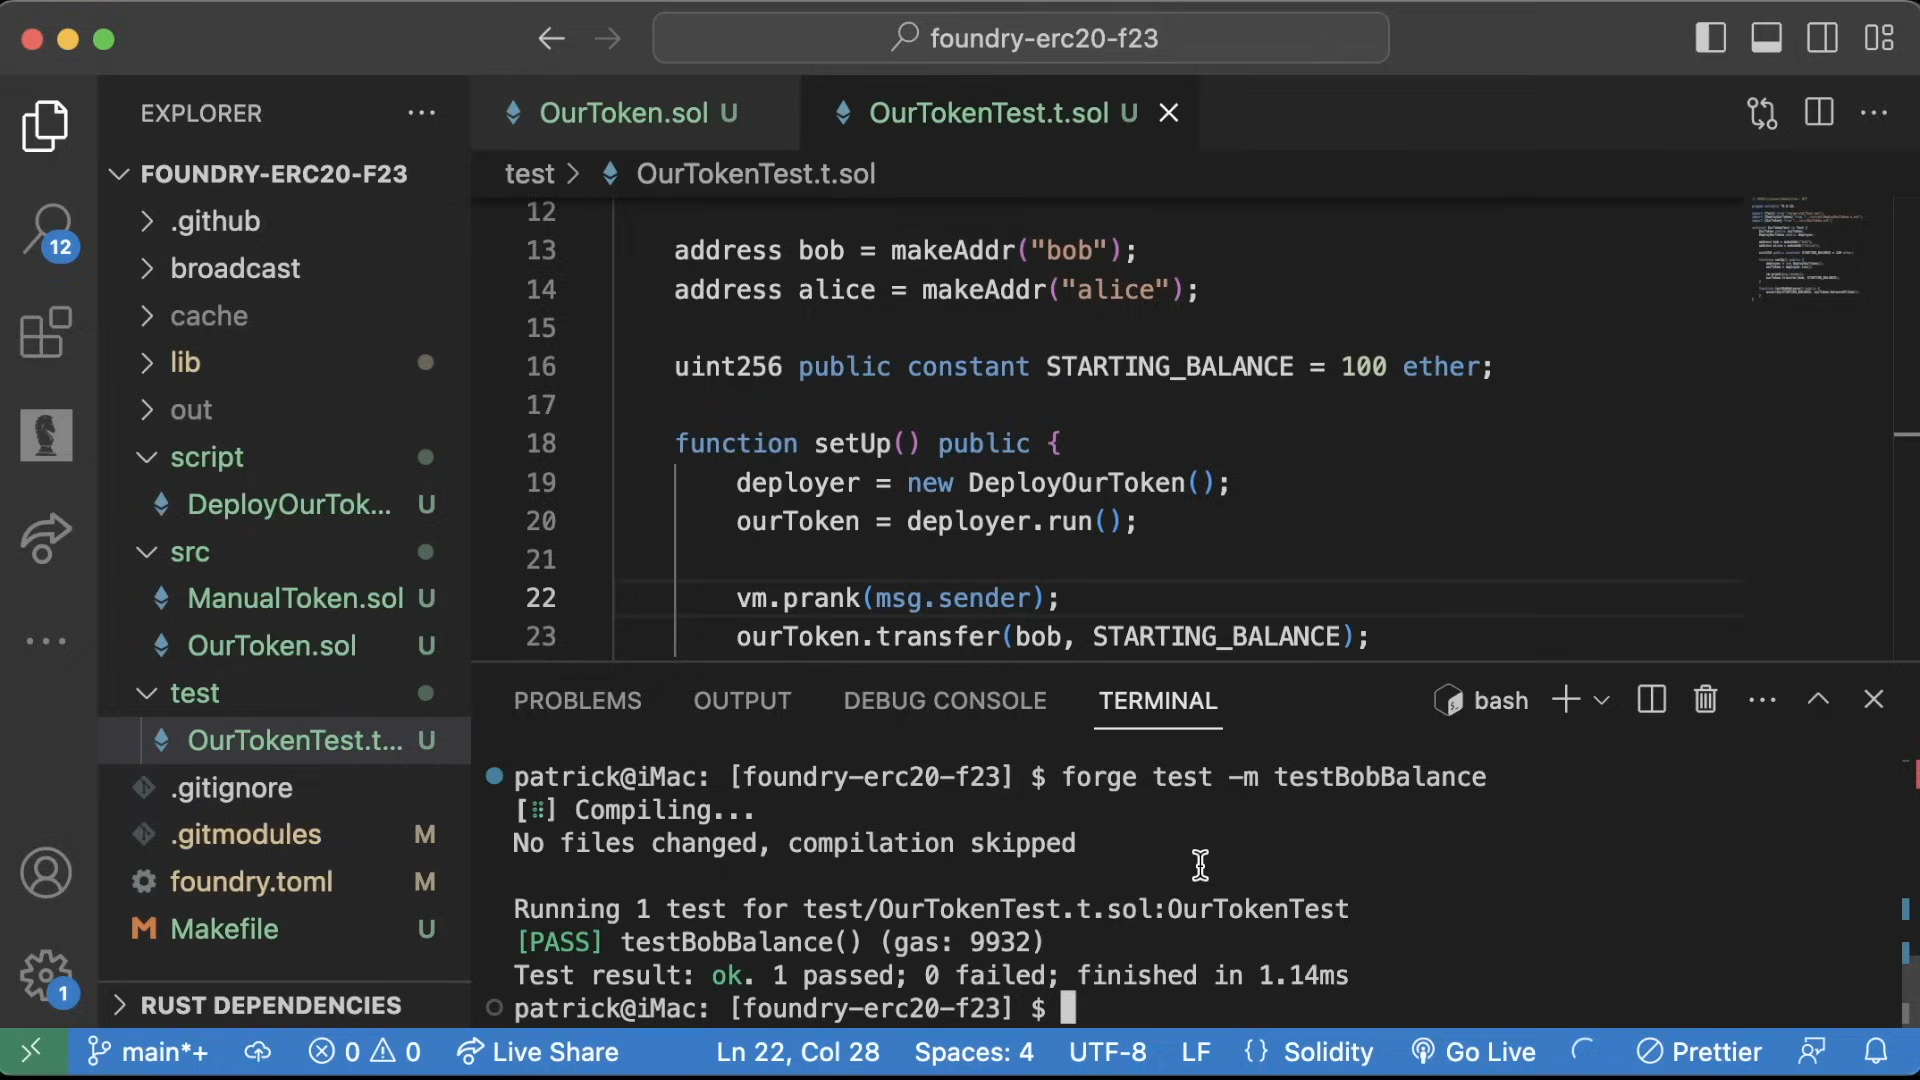 foundry-erc20-f23
EXPLORER
FOUNDRY-ERC20-F23
.github
broadcast
cache
lib
out
script
DeployOurTok... U
src
ManualToken.sol U
OurToken.sol U
test
OurTokenTest.t... U
.gitignore
.gitmodules M
foundry.toml M
Makefile U
RUST DEPENDENCIES
12
1
OurToken.sol U
OurTokenTest.t.sol U
test > OurTokenTest.t.sol
12
13 address bob = makeAddr("bob");
14 address alice = makeAddr("alice");
15
16 uint256 public constant STARTING_BALANCE = 100 ether;
17
18 function setUp() public {
19 deployer = new DeployOurToken();
20 ourToken = deployer.run();
21
22 vm.prank(msg.sender);
23 ourToken.transfer(bob, STARTING_BALANCE);
PROBLEMS OUTPUT DEBUG CONSOLE TERMINAL bash
patrick@iMac: [foundry-erc20-f23] $ forge test -m testBobBalance
[⠿] Compiling...
No files changed, compilation skipped
Running 1 test for test/OurTokenTest.t.sol:OurTokenTest
[PASS] testBobBalance() (gas: 9932)
Test result: ok. 1 passed; 0 failed; finished in 1.14ms
patrick@iMac: [foundry-erc20-f23] $
main*+ 0 0 Live Share Ln 22, Col 28 Spaces: 4 UTF-8 LF {} Solidity Go Live Prettier